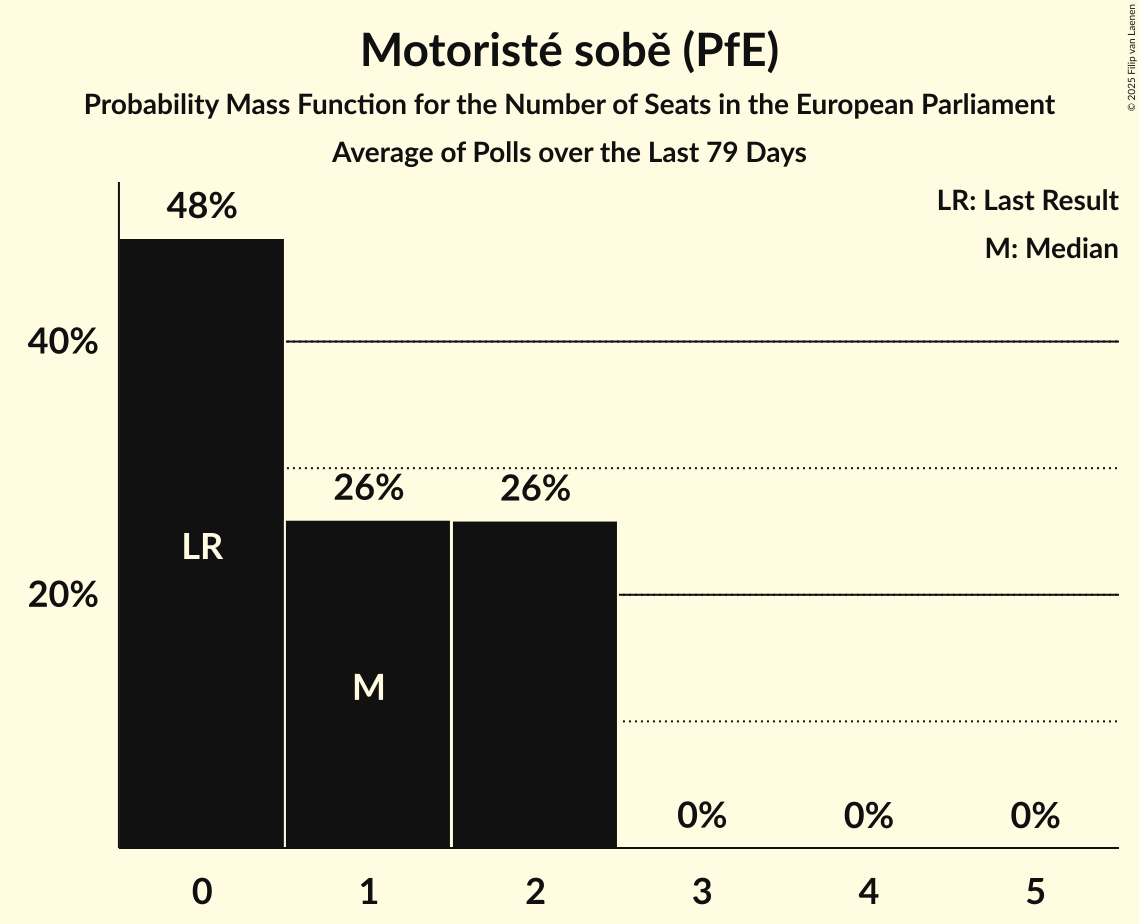 Motoristé sobě (PfE)
Probability Mass Function for the Number of Seats in the European Parliament
Average of Polls over the Last 79 Days
© 2025 Filip van Laenen
LR: Last Result
M: Median
48%
40%
26% 26%
LR
20%
M
0% 0% 0%
0 1 2 3 4 5